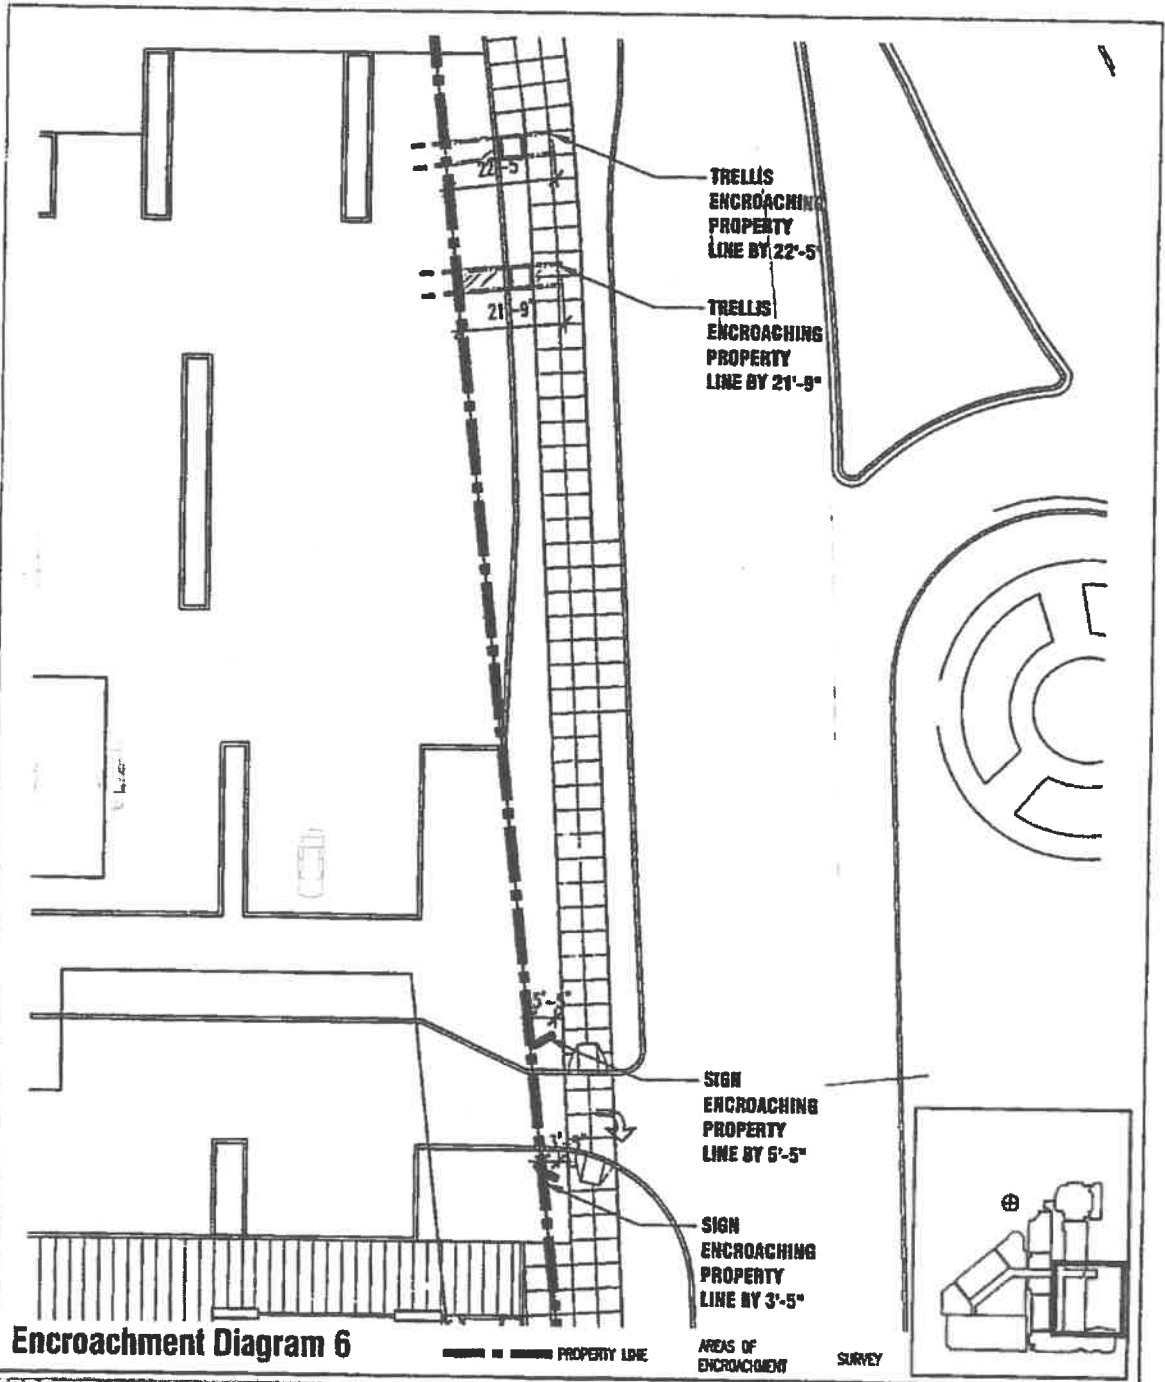 22'-5"
TRELLIS
ENCROACHING
PROPERTY
LINE BY 22'-5"
21'-9"
TRELLIS
ENCROACHING
PROPERTY
LINE BY 21'-9"
SIGN
ENCROACHING
PROPERTY
LINE BY 5'-5"
SIGN
ENCROACHING
PROPERTY
LINE BY 3'-5"
Encroachment Diagram 6
PROPERTY LINE
AREAS OF
ENCROACHMENT
SURVEY